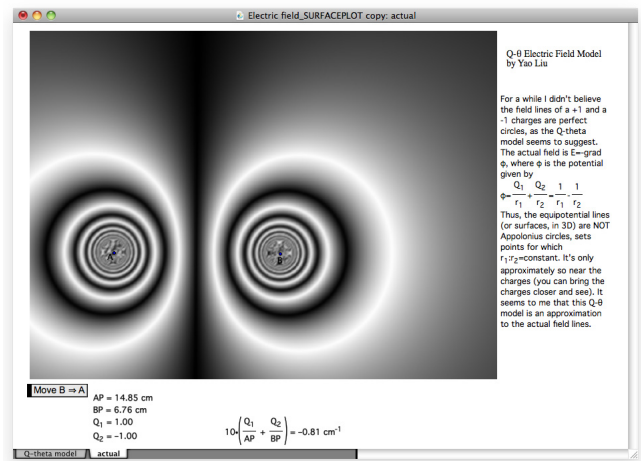 Electric field_SURFACEPLOT copy: actual
Q-θ Electric Field Model
by Yao Liu
For a while I didn't believe
the field lines of a +1 and a
-1 charges are perfect
circles, as the Q-theta
model seems to suggest.
The actual field is E=-grad
φ, where φ is the potential
given by
φ=Q₁/r₁+Q₂/r₂=1/r₁-1/r₂
Thus, the equipotential lines
(or surfaces, in 3D) are NOT
Appolonius circles, sets
points for which
r₁:r₂=constant. It's only
approximately so near the
charges (you can bring the
charges closer and see). It
seems to me that this Q-θ
model is an approximation
to the actual field lines.
A
B
Move B ⇒ A
AP = 14.85 cm
BP = 6.76 cm
Q₁ = 1.00
Q₂ = -1.00
10•(Q₁/AP + Q₂/BP) = -0.81 cm⁻¹
Q-theta model actual